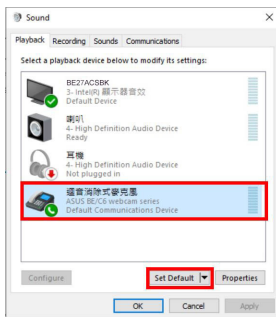 Sound
Playback
Recording
Sounds
Communications
Select a playback device below to modify its settings:
BE27ACSBK
3- Intel(R) 顯示器音效
Default Device
喇叭
4- High Definition Audio Device
Ready
耳機
4- High Definition Audio Device
Not plugged in
迴音消除式麥克風
ASUS BE/C6 webcam series
Default Communications Device
Configure
Set Default
Properties
OK
Cancel
Apply